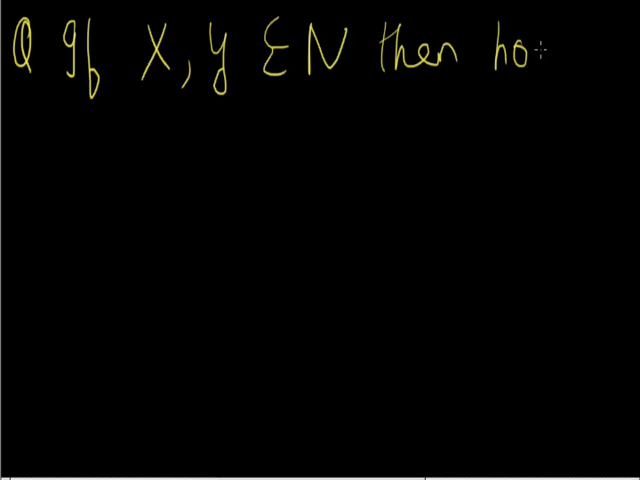 Q If X, y ∈ N then ho